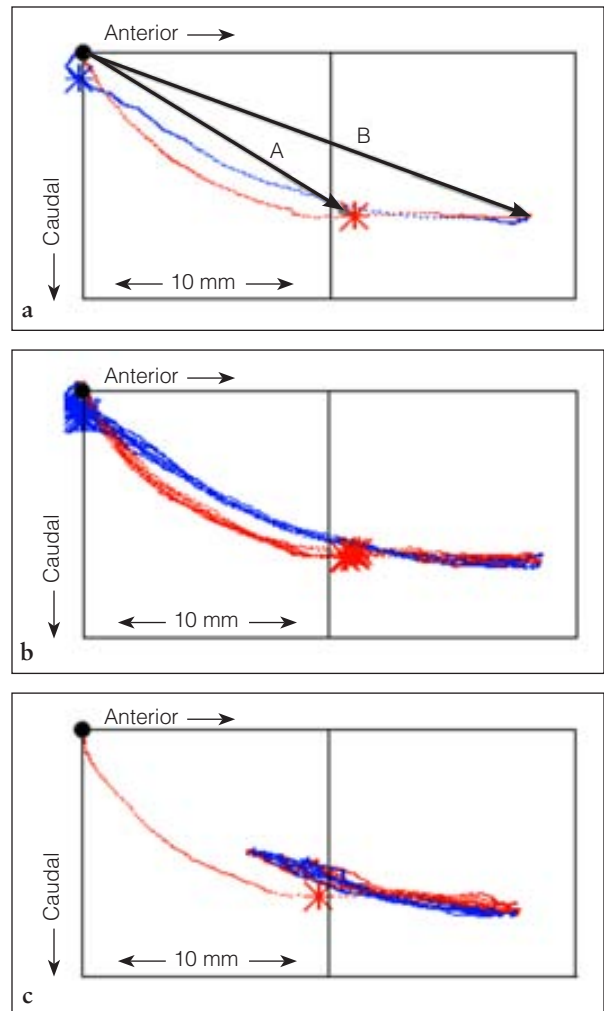 Anterior →
A
B
← Caudal
← 10 mm →
a
Anterior →
← Caudal
← 10 mm →
b
Anterior →
← Caudal
← 10 mm →
c